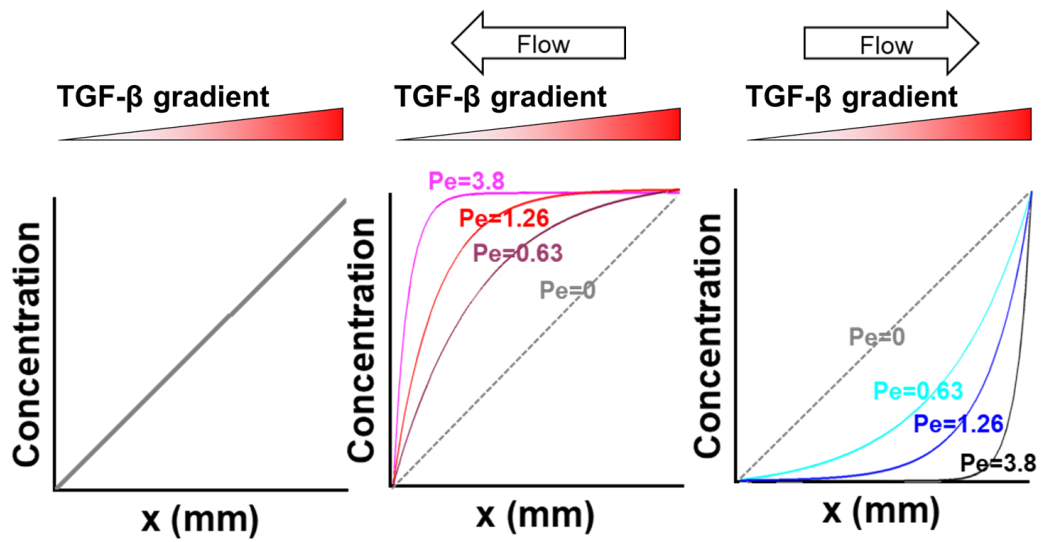 TGF-β gradient
Concentration
x (mm)
Flow
TGF-β gradient
Pe=3.8
Pe=1.26
Pe=0.63
Pe=0
Concentration
x (mm)
Flow
TGF-β gradient
Pe=0
Pe=0.63
Pe=1.26
Pe=3.8
Concentration
x (mm)